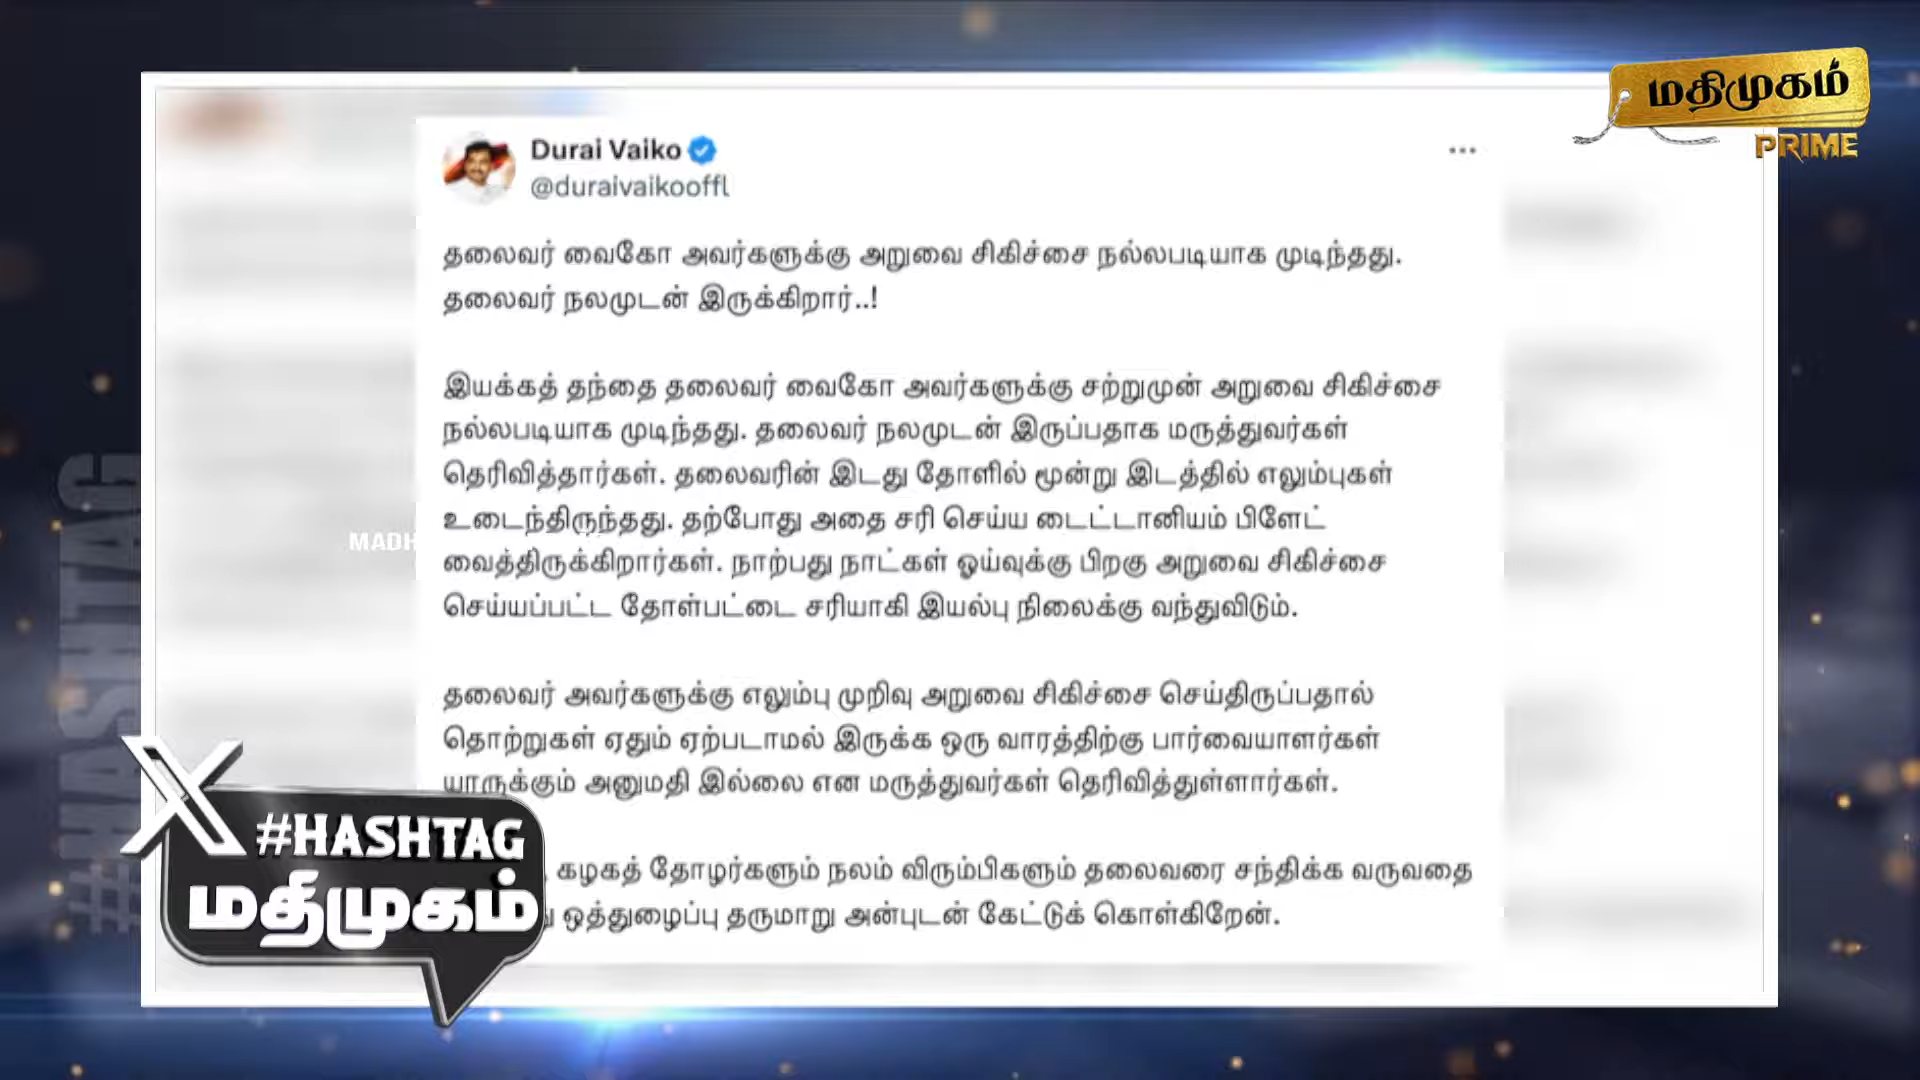 மதிமுகம்
PRIME
Durai Vaiko
@duraivaikooffl
தலைவர் வைகோ அவர்களுக்கு அறுவை சிகிச்சை நல்லபடியாக முடிந்தது.
தலைவர் நலமுடன் இருக்கிறார்..!
இயக்கத் தந்தை தலைவர் வைகோ அவர்களுக்கு சற்றுமுன் அறுவை சிகிச்சை
நல்லபடியாக முடிந்தது. தலைவர் நலமுடன் இருப்பதாக மருத்துவர்கள்
தெரிவித்தார்கள். தலைவரின் இடது தோளில் மூன்று இடத்தில் எலும்புகள்
உடைந்திருந்தது. தற்போது அதை சரி செய்ய டைட்டானியம் பிளேட்
வைத்திருக்கிறார்கள். நாற்பது நாட்கள் ஓய்வுக்கு பிறகு அறுவை சிகிச்சை
செய்யப்பட்ட தோள்பட்டை சரியாகி இயல்பு நிலைக்கு வந்துவிடும்.
தலைவர் அவர்களுக்கு எலும்பு முறிவு அறுவை சிகிச்சை செய்திருப்பதால்
தொற்றுகள் ஏதும் ஏற்படாமல் இருக்க ஒரு வாரத்திற்கு பார்வையாளர்கள்
யாருக்கும் அனுமதி இல்லை என மருத்துவர்கள் தெரிவித்துள்ளார்கள்.
கழகத் தோழர்களும் நலம் விரும்பிகளும் தலைவரை சந்திக்க வருவதை
ஒத்துழைப்பு தருமாறு அன்புடன் கேட்டுக் கொள்கிறேன்.
MADH
#HASHTAG
#HASHTAG
மதிமுகம்